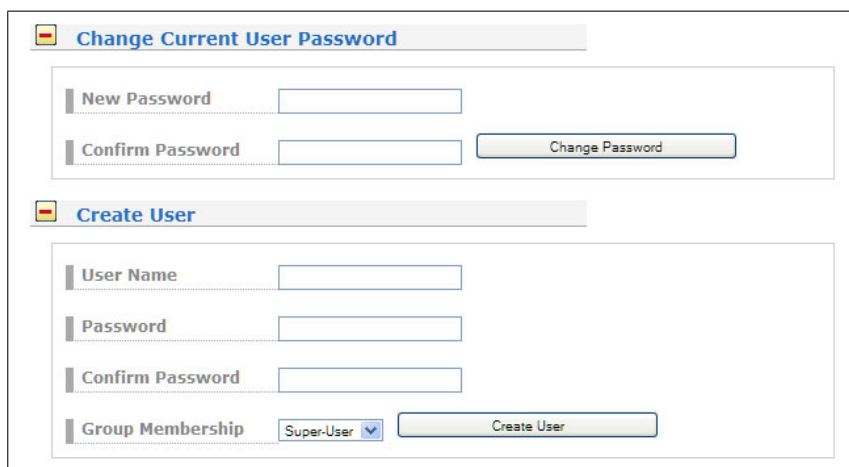 Change Current User Password
New Password
Confirm Password Change Password
Create User
User Name
Password
Confirm Password
Group Membership Super-User Create User